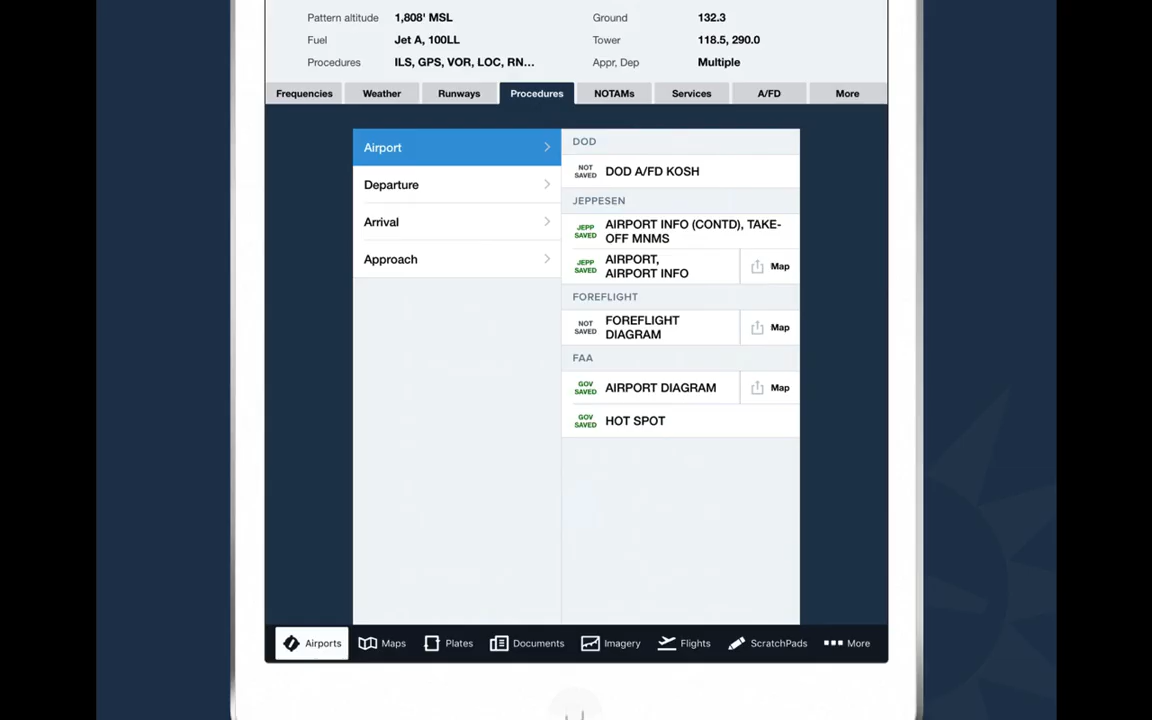 Pattern altitude 1,808' MSL Ground 132.3
Fuel Jet A, 100LL Tower 118.5, 290.0
Procedures ILS, GPS, VOR, LOC, RN... Appr, Dep Multiple
Frequencies Weather Runways Procedures NOTAMs Services A/FD More
Airport
Departure
Arrival
Approach
DOD
NOT SAVED DOD A/FD KOSH
JEPPESEN
JEPP SAVED AIRPORT INFO (CONTD), TAKE-
OFF MNMS
JEPP SAVED AIRPORT, Map
AIRPORT INFO
FOREFLIGHT
NOT SAVED FOREFLIGHT Map
DIAGRAM
FAA
GOV SAVED AIRPORT DIAGRAM Map
GOV SAVED HOT SPOT
Airports Maps Plates Documents Imagery Flights ScratchPads More